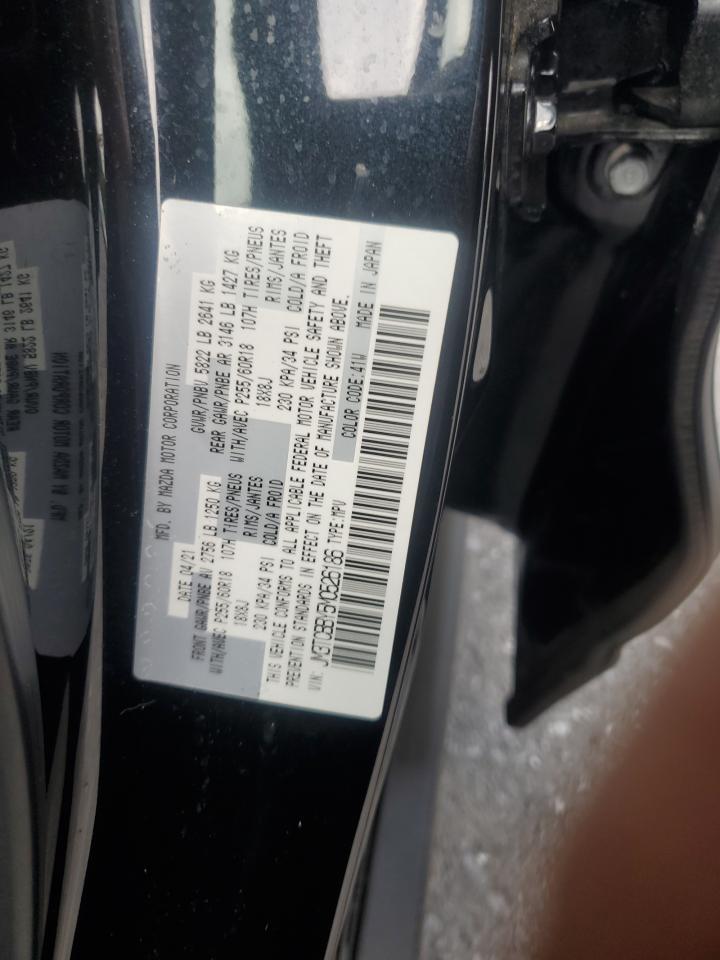 MFD. BY MAZDA MOTOR CORPORATION
DATE 04/21 GVWR/PNBV 5822 LB 2641 KG
FRONT GAWR/PNBE AV 2756 LB 1250 KG REAR GAWR/PNBE AR 3146 LB 1427 KG
WITH/AVEC P255/60R18 107H TIRES/PNEUS WITH/AVEC P255/60R18 107H TIRES/PNEUS
18X8J RIMS/JANTES 18X8J RIMS/JANTES
230 KPA/34 PSI COLD/A FROID 230 KPA/34 PSI COLD/A FROID
THIS VEHICLE CONFORMS TO ALL APPLICABLE FEDERAL MOTOR VEHICLE SAFETY AND THEFT
PREVENTION STANDARDS IN EFFECT ON THE DATE OF MANUFACTURE SHOWN ABOVE.
VIN: TYPE:MPV COLOR CODE:41W MADE IN JAPAN